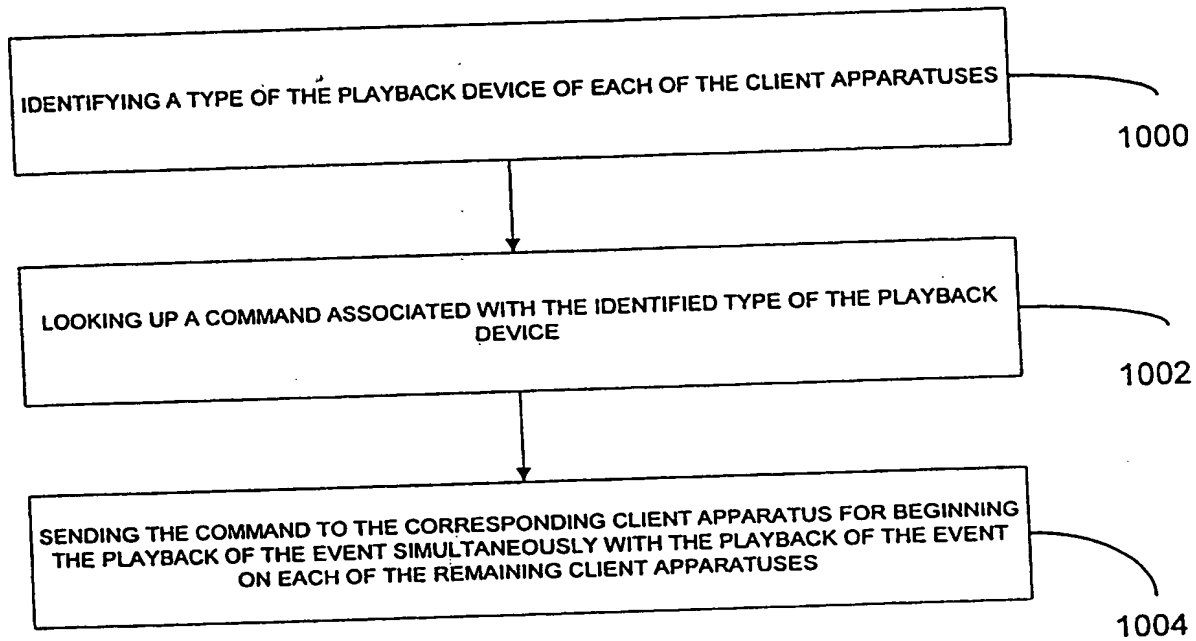 IDENTIFYING A TYPE OF THE PLAYBACK DEVICE OF EACH OF THE CLIENT APPARATUSES
1000
LOOKING UP A COMMAND ASSOCIATED WITH THE IDENTIFIED TYPE OF THE PLAYBACK
DEVICE
1002
SENDING THE COMMAND TO THE CORRESPONDING CLIENT APPARATUS FOR BEGINNING
THE PLAYBACK OF THE EVENT SIMULTANEOUSLY WITH THE PLAYBACK OF THE EVENT
ON EACH OF THE REMAINING CLIENT APPARATUSES
1004